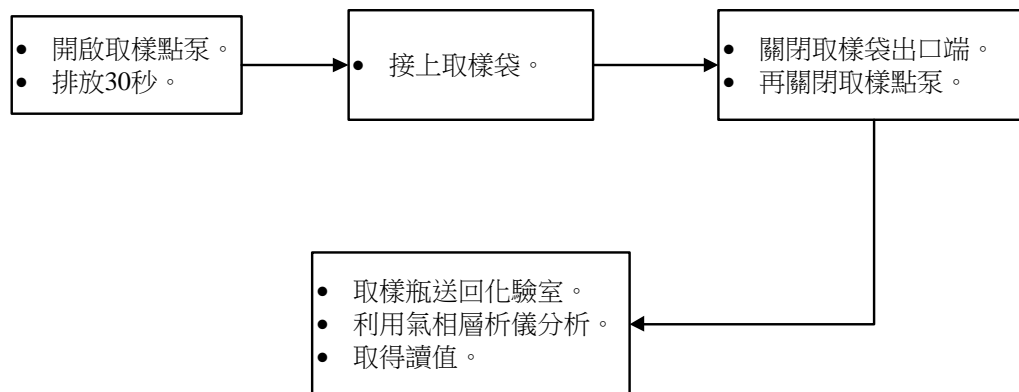 • 開啟取樣點泵。
• 排放30秒。
• 接上取樣袋。
• 關閉取樣袋出口端。
• 再關閉取樣點泵。
• 取樣瓶送回化驗室。
• 利用氣相層析儀分析。
• 取得讀值。